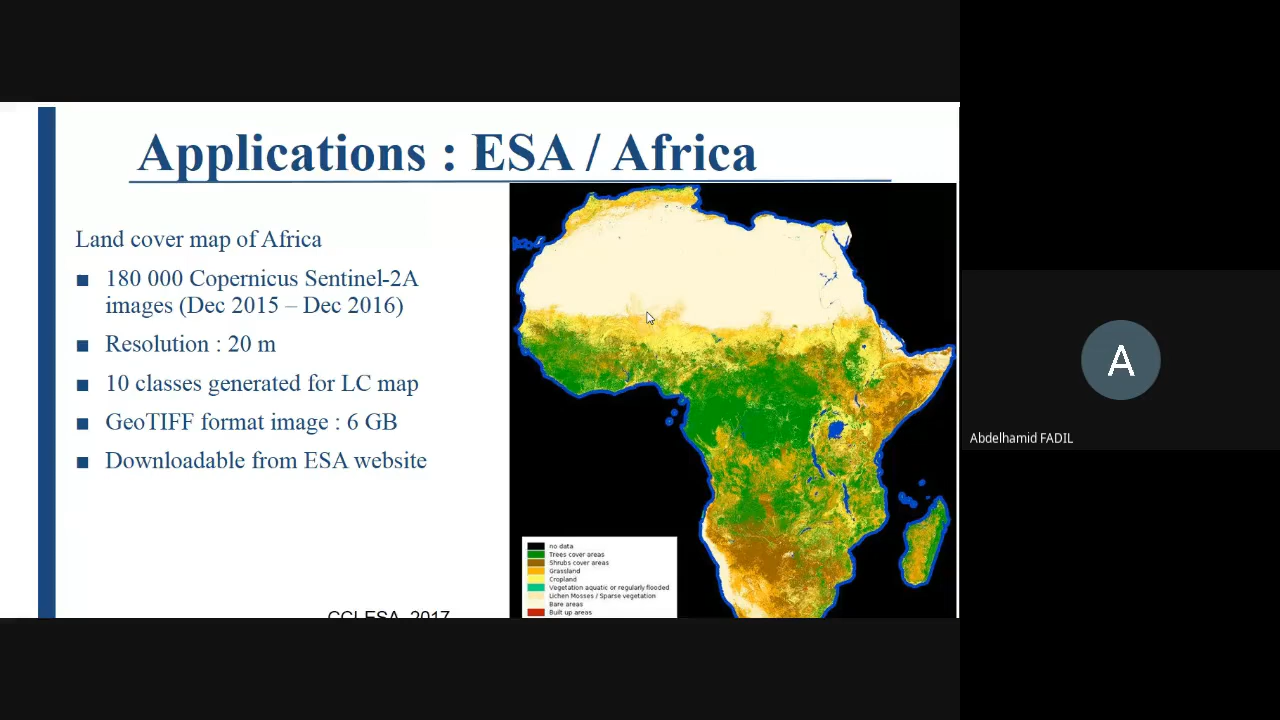 Applications : ESA / Africa
Land cover map of Africa
■ 180 000 Copernicus Sentinel-2A
images (Dec 2015 – Dec 2016)
■ Resolution : 20 m
■ 10 classes generated for LC map
■ GeoTIFF format image : 6 GB
■ Downloadable from ESA website
2017
no data
Trees cover areas
Shrubs cover areas
Grassland
Cropland
Vegetation aquatic or regularly flooded
Lichen Mosses / Sparse vegetation
Bare areas
Built up areas
A
Abdelhamid FADIL